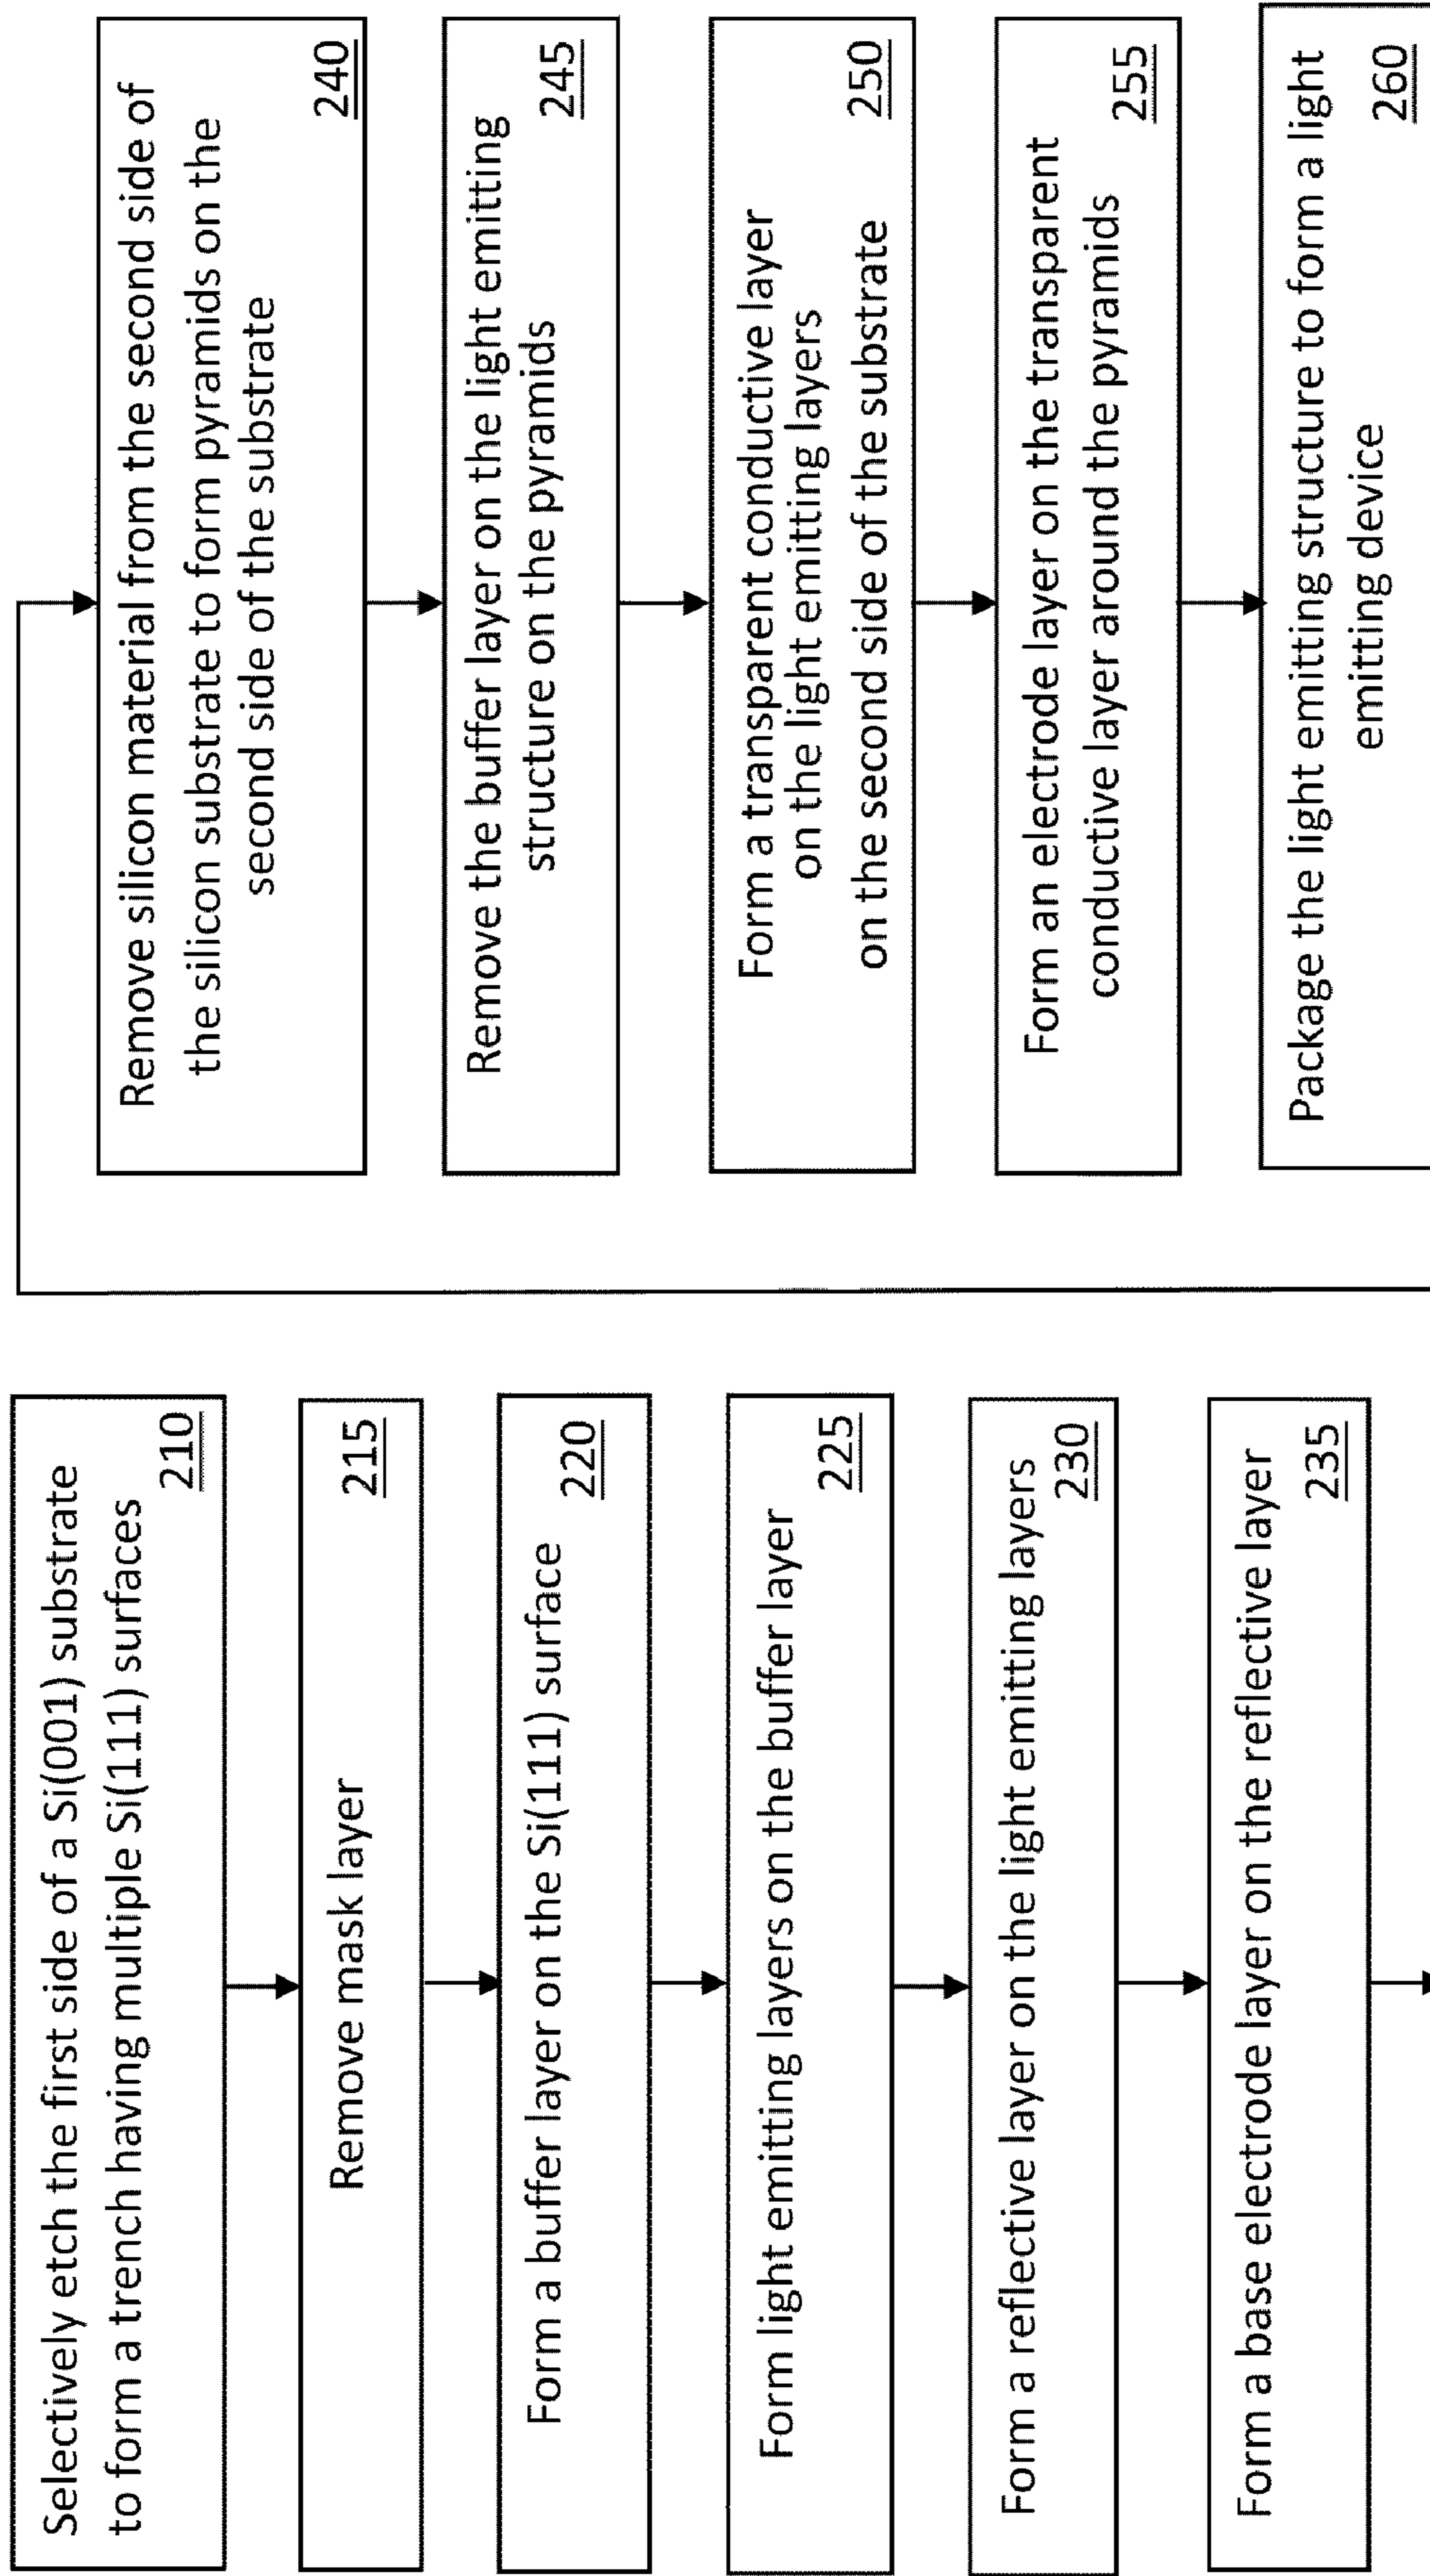 Selectively etch the first side of a Si(001) substrate
to form a trench having multiple Si(111) surfaces
210
Remove mask layer
215
Form a buffer layer on the Si(111) surface
220
Form light emitting layers on the buffer layer
225
Form a reflective layer on the light emitting layers
230
Form a base electrode layer on the reflective layer
235
Remove silicon material from the second side of
the silicon substrate to form pyramids on the
second side of the substrate
240
Remove the buffer layer on the light emitting
structure on the pyramids
245
Form a transparent conductive layer
on the light emitting layers
on the second side of the substrate
250
Form an electrode layer on the transparent
conductive layer around the pyramids
255
Package the light emitting structure to form a light
emitting device
260